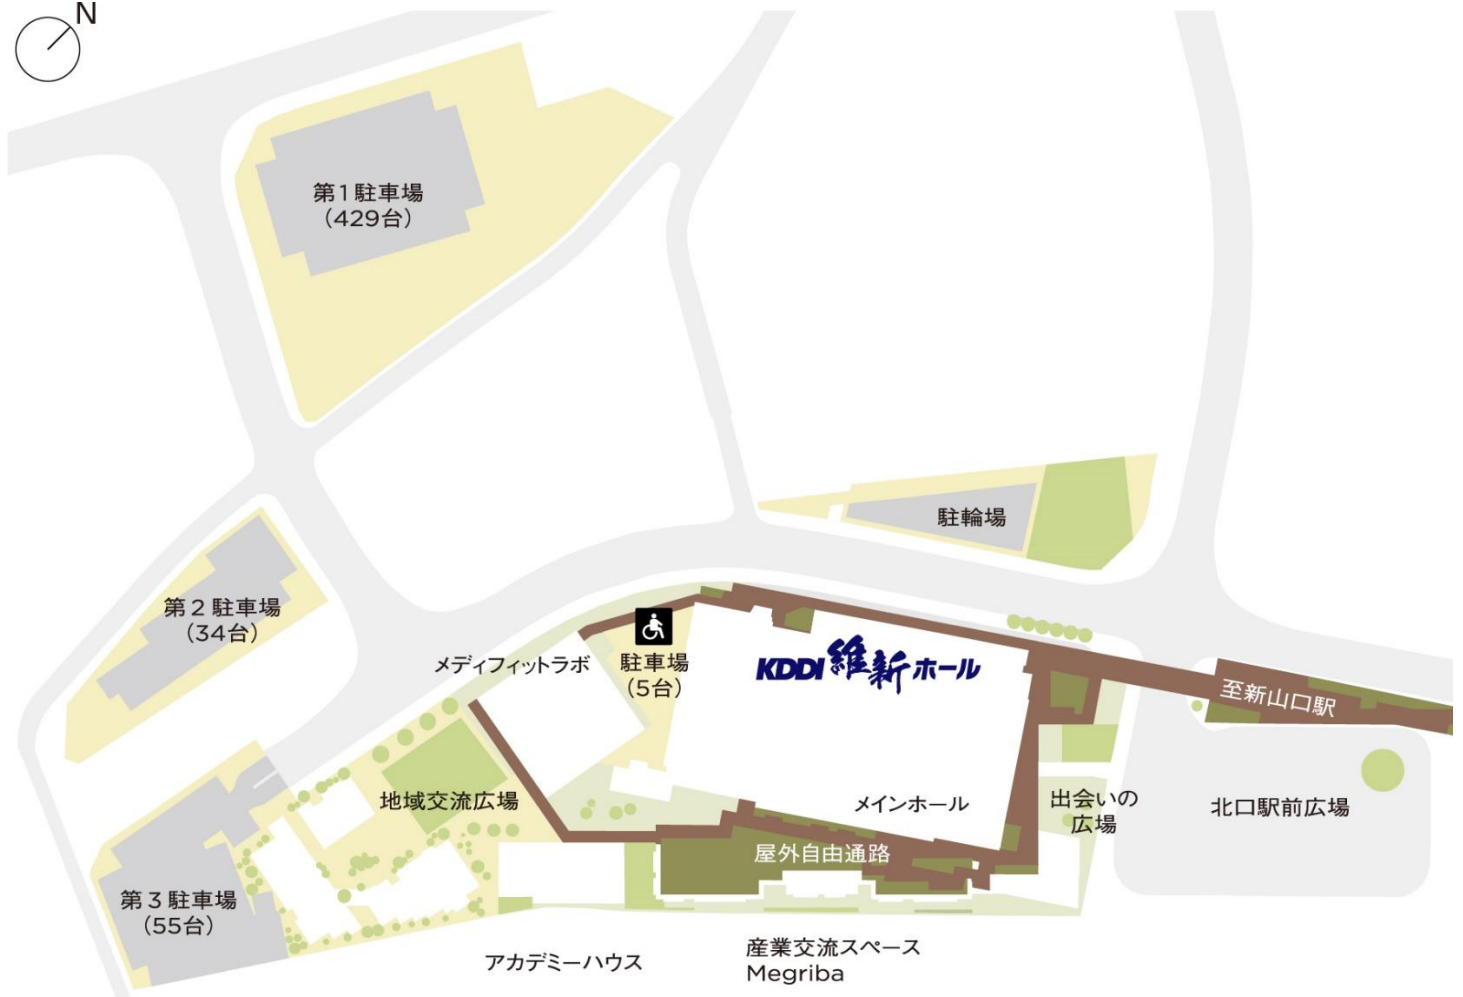 N
第1駐車場
(429台)
駐輪場
第2駐車場
(34台)
メディフィットラボ
駐車場
(5台)
KDDI維新ホール
至新山口駅
地域交流広場
メインホール
出会いの
広場
北口駅前広場
屋外自由通路
第3駐車場
(55台)
アカデミーハウス
産業交流スペース
Megriba